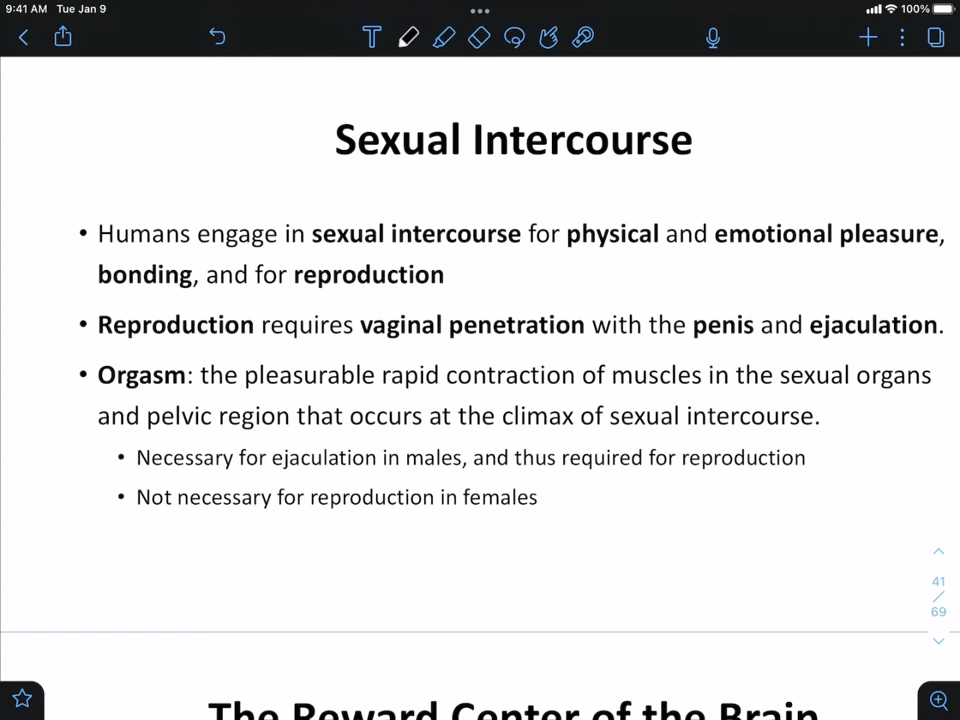 9:41 AM Tue Jan 9
100%
Sexual Intercourse
• Humans engage in sexual intercourse for physical and emotional pleasure,
bonding, and for reproduction
• Reproduction requires vaginal penetration with the penis and ejaculation.
• Orgasm: the pleasurable rapid contraction of muscles in the sexual organs
and pelvic region that occurs at the climax of sexual intercourse.
• Necessary for ejaculation in males, and thus required for reproduction
• Not necessary for reproduction in females
41
/
69
The Reward Center of the Brain